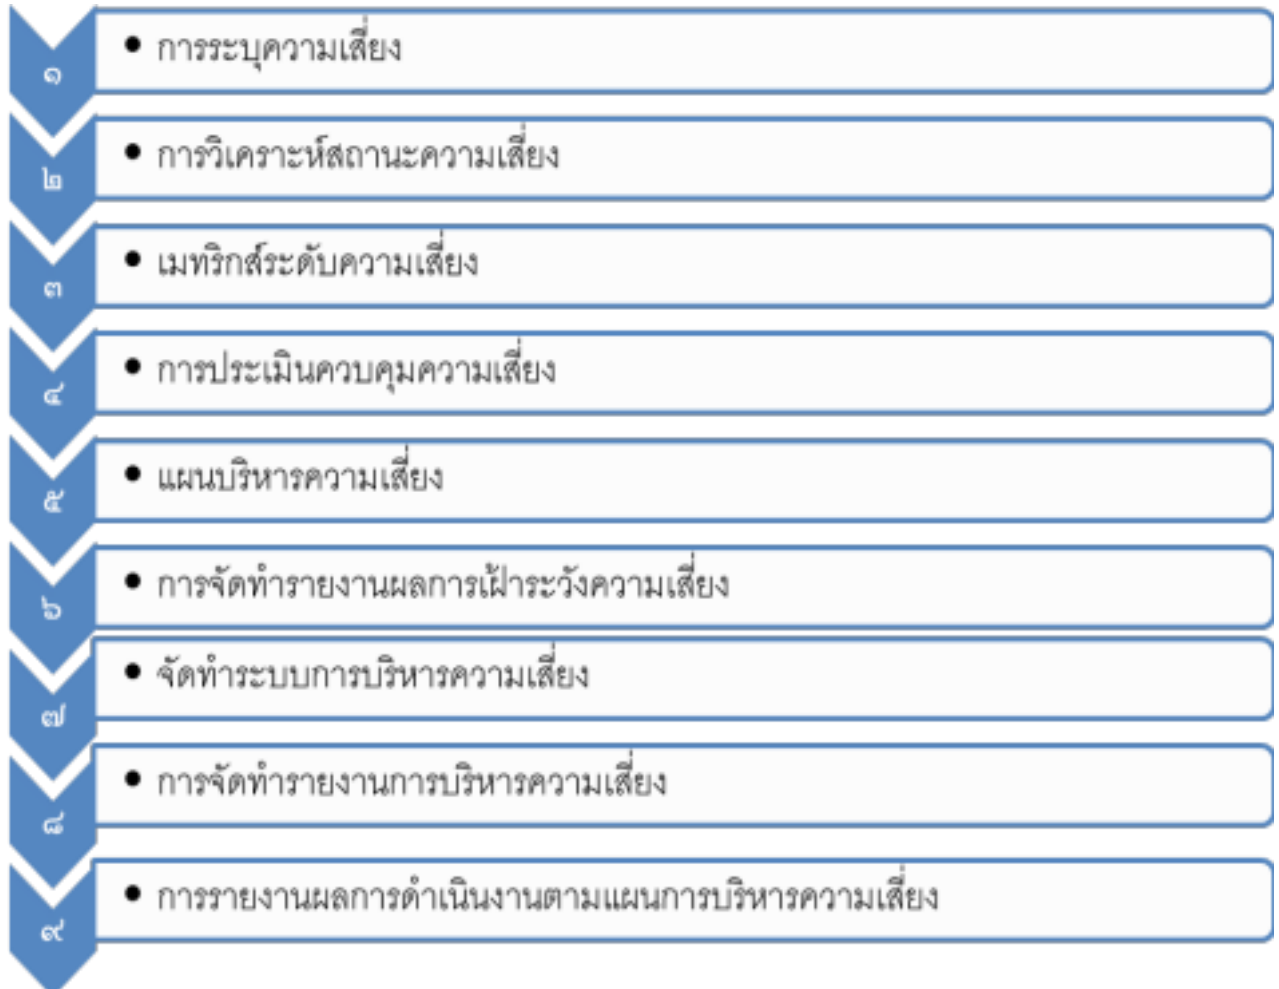 ๑
• การระบุความเสี่ยง
๒
• การวิเคราะห์สถานะความเสี่ยง
๓
• เมทริกส์ระดับความเสี่ยง
๔
• การประเมินควบคุมความเสี่ยง
๕
• แผนบริหารความเสี่ยง
๖
• การจัดทำรายงานผลการเฝ้าระวังความเสี่ยง
๗
• จัดทำระบบการบริหารความเสี่ยง
๘
• การจัดทำรายงานการบริหารความเสี่ยง
๙
• การรายงานผลการดำเนินงานตามแผนการบริหารความเสี่ยง